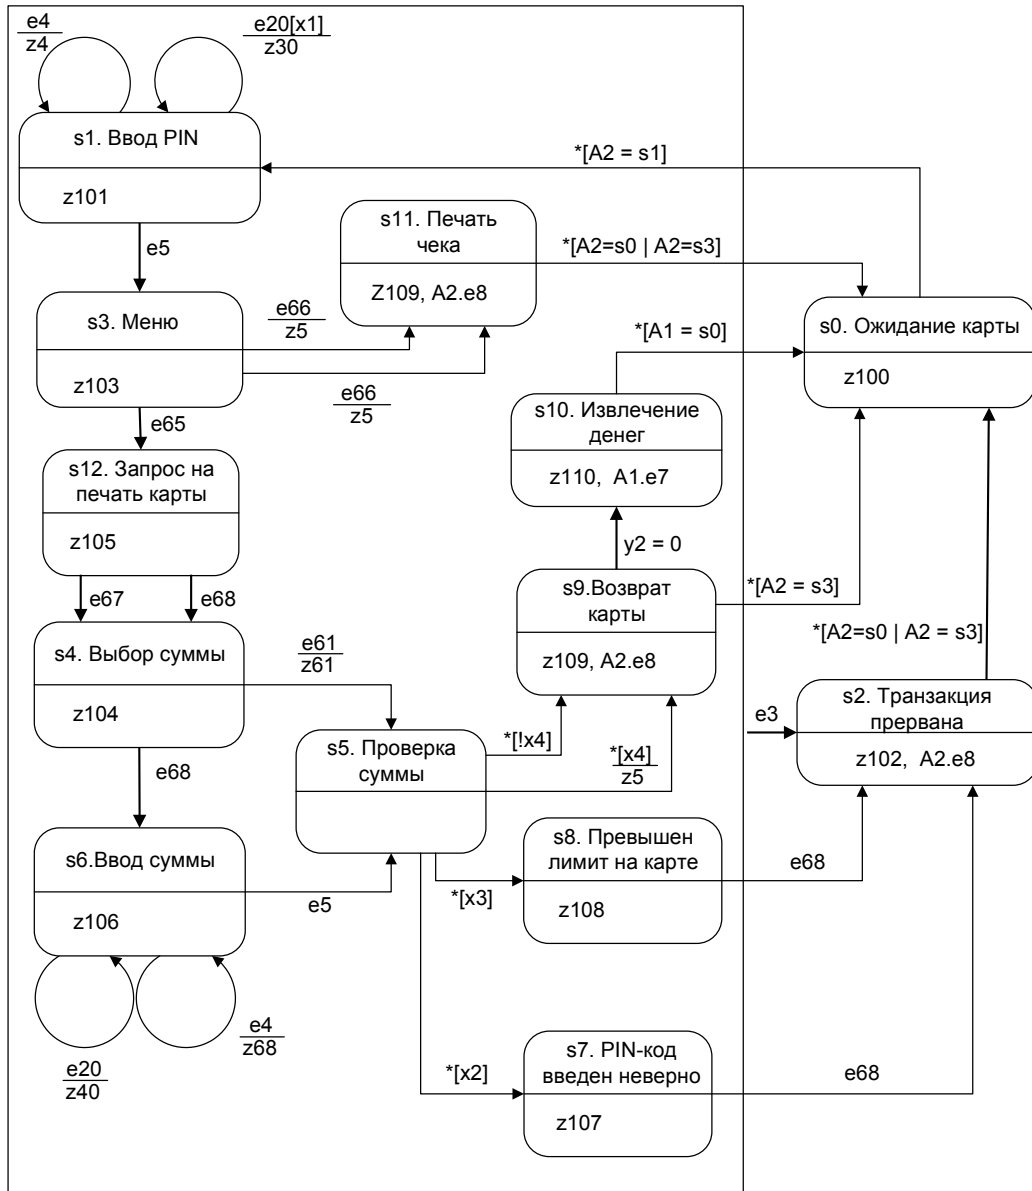 e4
z4
e20[x1]
z30
s1. Ввод PIN
z101
*[A2 = s1]
e5
s11. Печать
чека
Z109, A2.e8
*[A2=s0 | A2=s3]
s3. Меню
z103
e66
z5
e66
z5
*[A1 = s0]
s0. Ожидание карты
z100
e65
s10. Извлечение
денег
z110, A1.e7
s12. Запрос на
печать карты
z105
y2 = 0
e67
e68
s9.Возврат
карты
z109, A2.e8
*[A2 = s3]
*[A2=s0 | A2 = s3]
s4. Выбор суммы
z104
e61
z61
e3
s2. Транзакция
прервана
z102, A2.e8
s5. Проверка
суммы
*[!x4]
*[x4]
z5
e68
s6.Ввод суммы
z106
e5
s8. Превышен
лимит на карте
z108
*[x3]
e68
e20
z40
e4
z68
s7. PIN-код
введен неверно
z107
*[x2]
e68